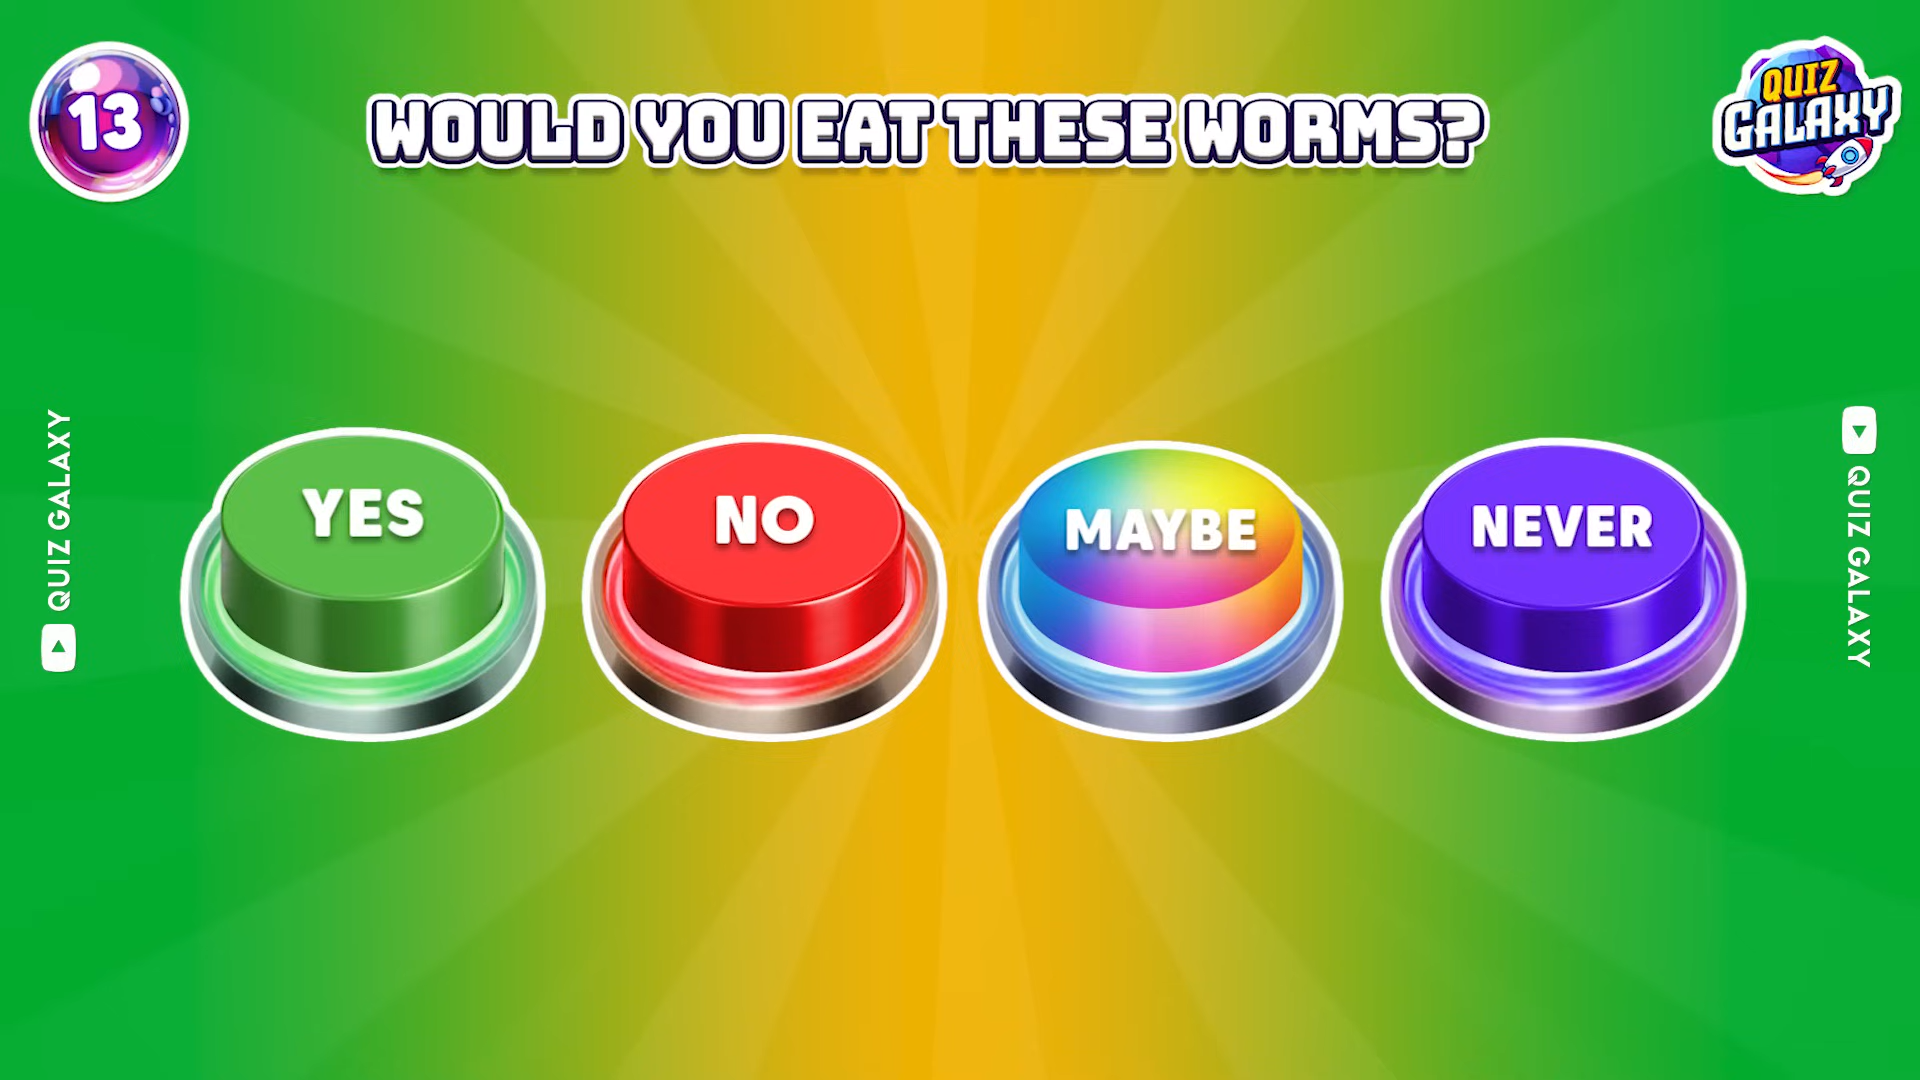 13
WOULD YOU EAT THESE WORMS?
QUIZ
GALAXY
YES
NO
MAYBE
NEVER
QUIZ GALAXY
QUIZ GALAXY